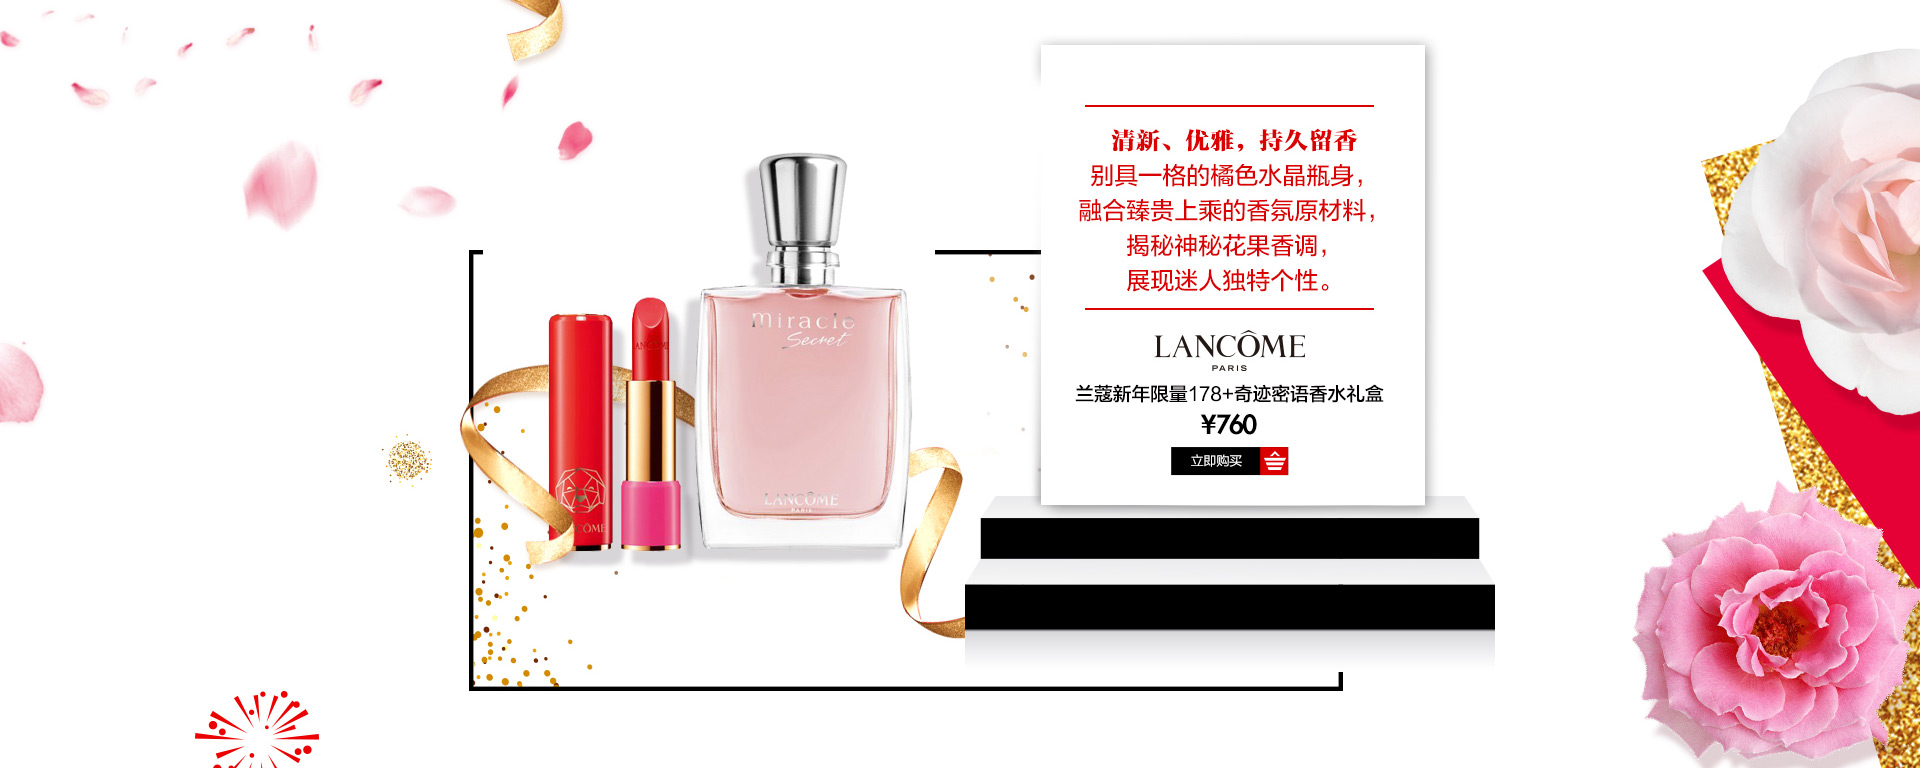 清新、优雅，持久留香
别具一格的橘色水晶瓶身，
融合臻贵上乘的香氛原材料，
揭秘神秘花果香调，
展现迷人独特个性。
LANCÔME
PARIS
兰蔻新年限量178+奇迹密语香水礼盒
¥760
立即购买
miracle
Secret
LANCÔME
PARIS
LANCOME